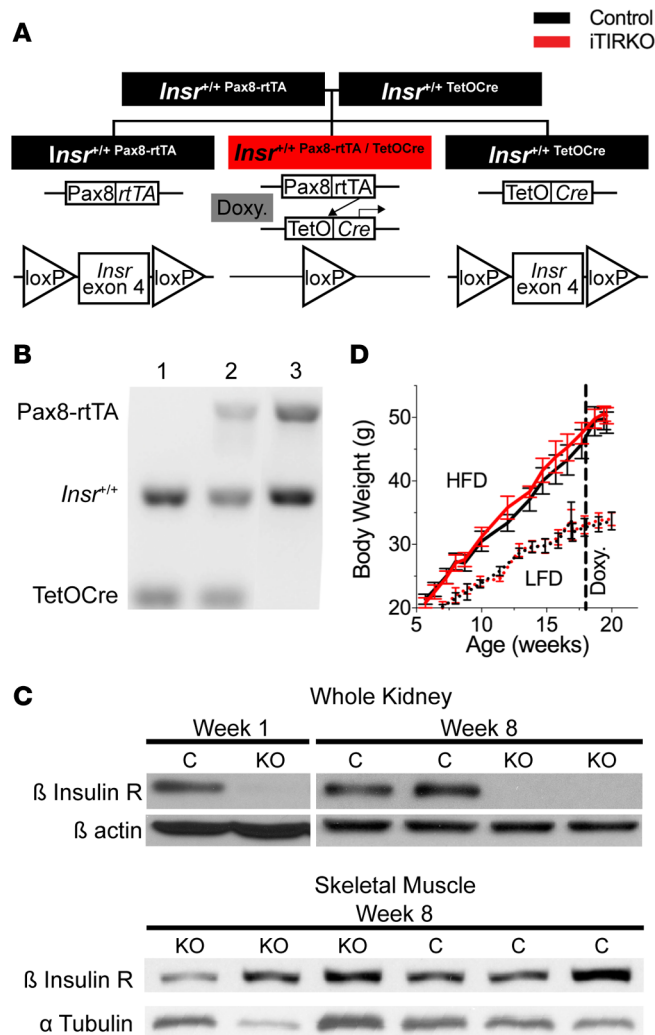 A
Control
iTIRKO
Insr+/+ Pax8-rtTA
Insr+/+ TetOCre
Insr+/+ Pax8-rtTA
Insr+/+ Pax8-rtTA / TetOCre
Insr+/+ TetOCre
Pax8 rtTA
Pax8 rtTA
TetO Cre
Doxy.
TetO Cre
loxP
Insr
exon 4
loxP
loxP
loxP
Insr
exon 4
loxP
B
1 2 3
Pax8-rtTA
Insr+/+
TetOCre
D
Body Weight (g)
50
40
30
20
HFD
LFD
Doxy.
5 10 15 20
Age (weeks)
C
Whole Kidney
Week 1 Week 8
C KO C C KO KO
ß Insulin R
ß actin
Skeletal Muscle
Week 8
KO KO KO C C C
ß Insulin R
α Tubulin